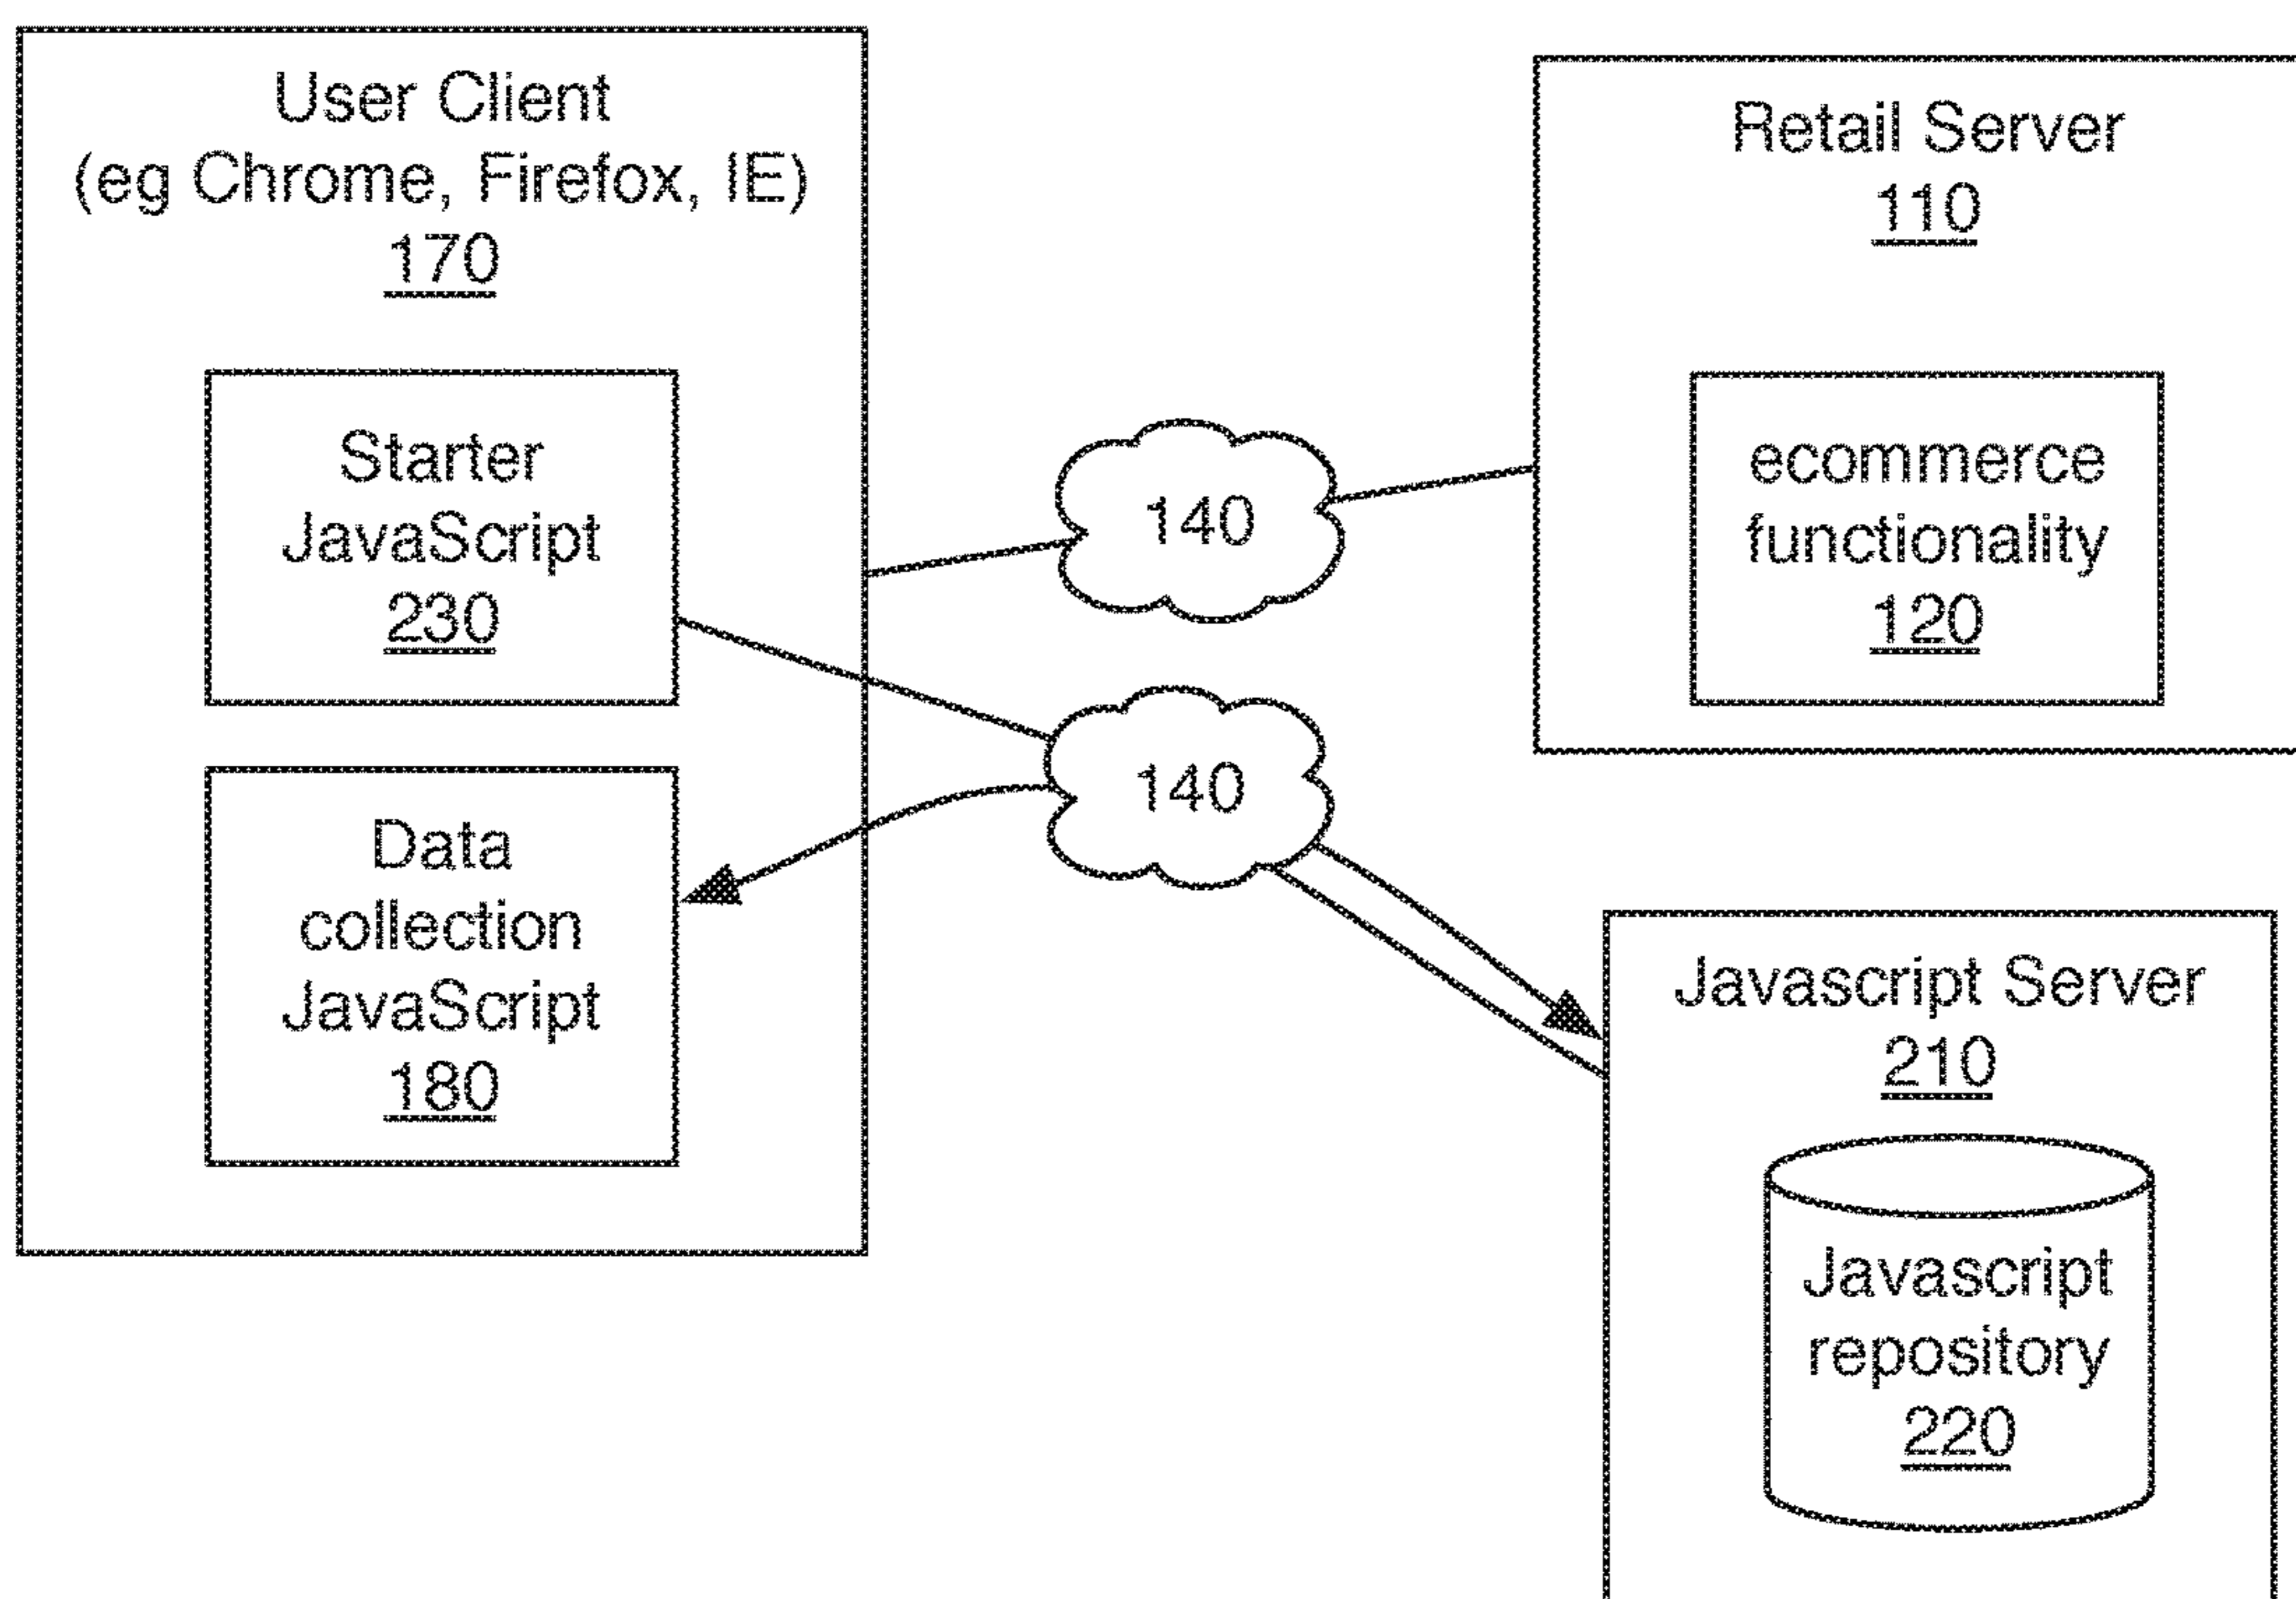 User Client
(eg Chrome, Firefox, IE)
170
Starter
JavaScript
230
Data
collection
JavaScript
180
140
140
Retail Server
110
ecommerce
functionality
120
Javascript Server
210
Javascript
repository
220